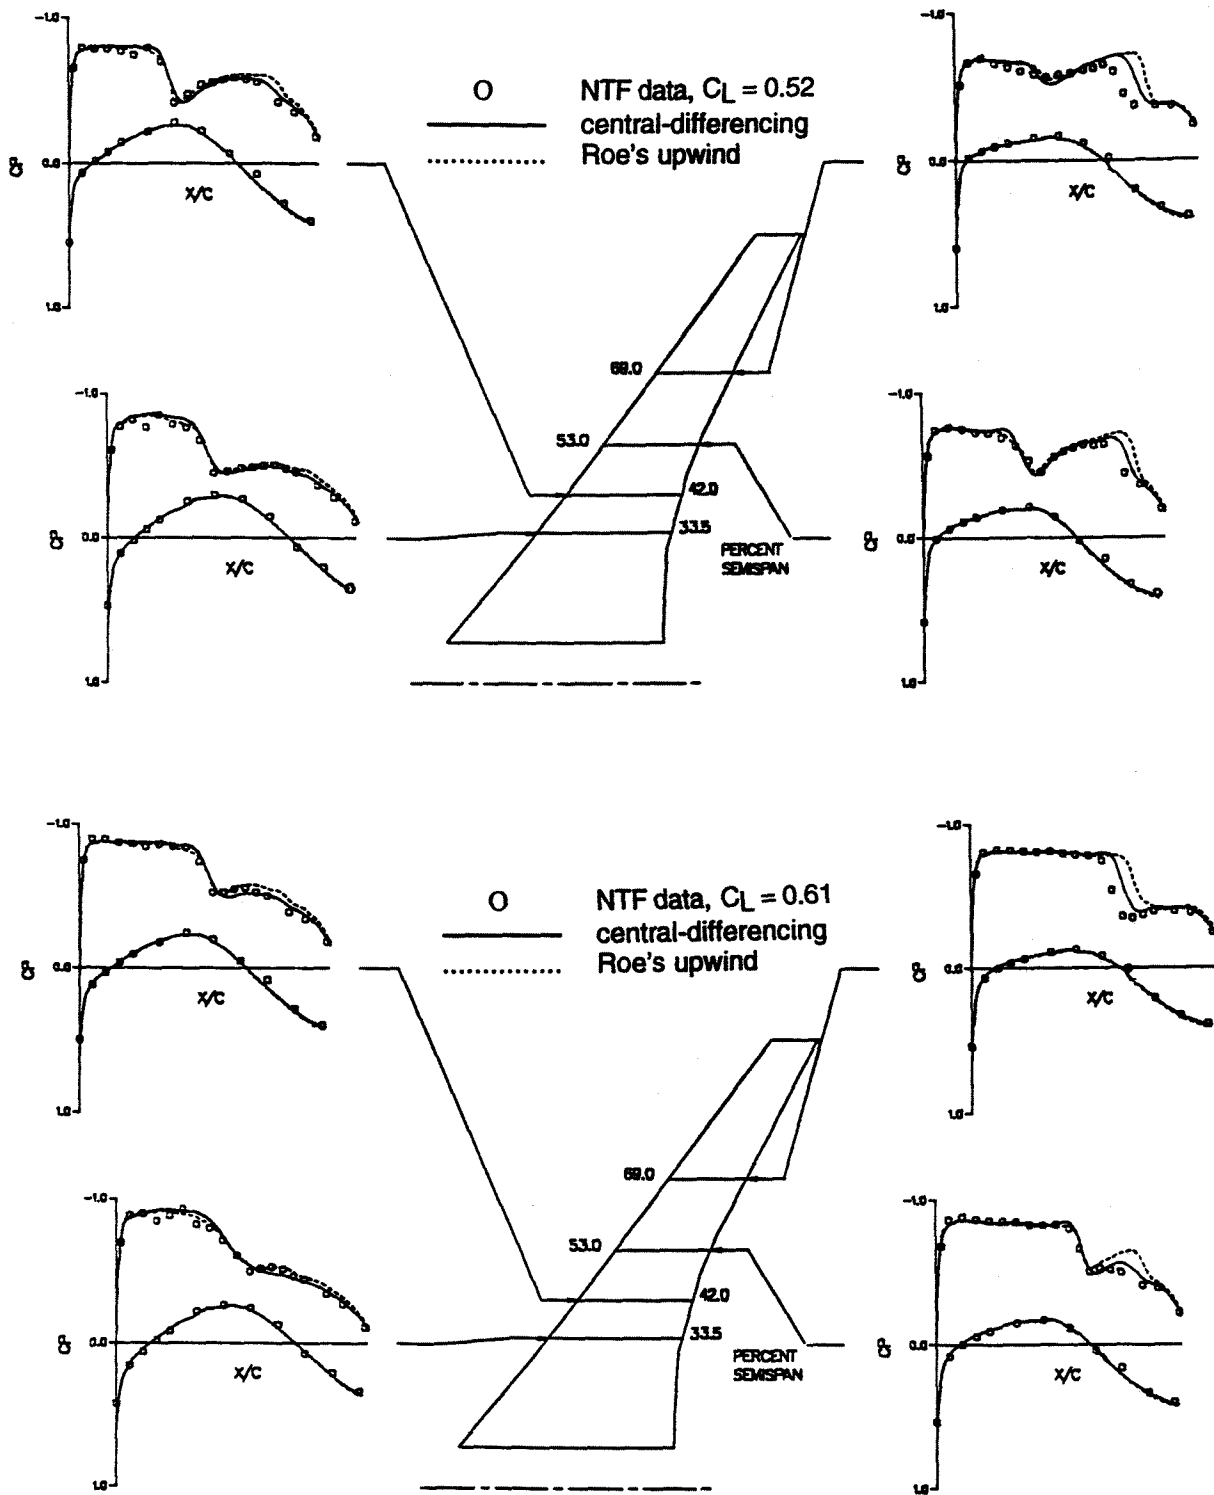 -1.0
CP
0.0
X/C
1.0
-1.0
CP
0.0
X/C
1.0
O NTF data, CL = 0.52
central-differencing
Roe's upwind
69.0
53.0
42.0
33.5
PERCENT
SEMISPAN
-1.0
CP
0.0
X/C
1.0
-1.0
CP
0.0
X/C
1.0
-1.0
CP
0.0
X/C
1.0
-1.0
CP
0.0
X/C
1.0
O NTF data, CL = 0.61
central-differencing
Roe's upwind
69.0
53.0
42.0
33.5
PERCENT
SEMISPAN
-1.0
CP
0.0
X/C
1.0
-1.0
CP
0.0
X/C
1.0